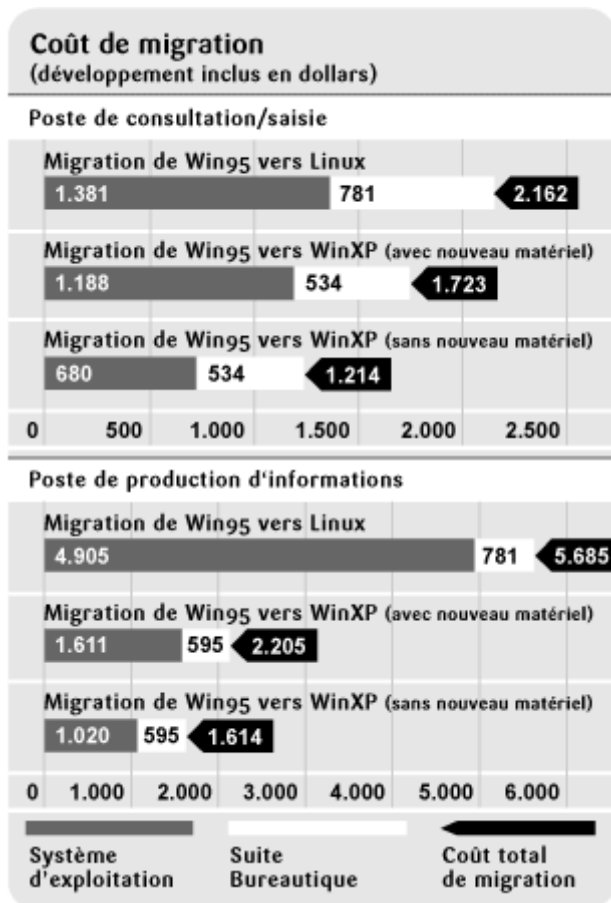 Coût de migration
(développement inclus en dollars)
Poste de consultation/saisie
Migration de Win95 vers Linux
1.381 781 2.162
Migration de Win95 vers WinXP (avec nouveau matériel)
1.188 534 1.723
Migration de Win95 vers WinXP (sans nouveau matériel)
680 534 1.214
0 500 1.000 1.500 2.000 2.500
Poste de production d'informations
Migration de Win95 vers Linux
4.905 781 5.685
Migration de Win95 vers WinXP (avec nouveau matériel)
1.611 595 2.205
Migration de Win95 vers WinXP (sans nouveau matériel)
1.020 595 1.614
0 1.000 2.000 3.000 4.000 5.000 6.000
Système Suite Coût total
d'exploitation Bureautique de migration